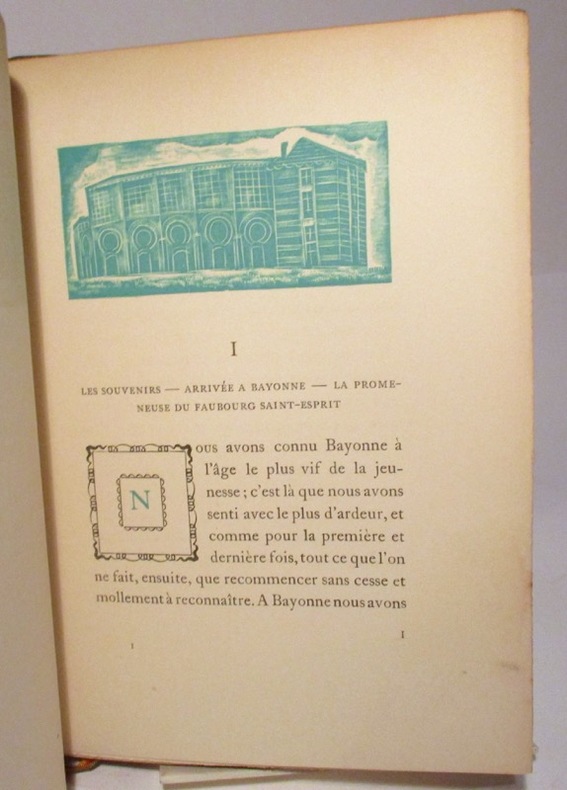 I
LES SOUVENIRS — ARRIVÉE A BAYONNE — LA PROME-
NEUSE DU FAUBOURG SAINT-ESPRIT
NOUS avons connu Bayonne à
l'âge le plus vif de la jeu-
nesse ; c'est là que nous avons
senti avec le plus d'ardeur, et
comme pour la première et
dernière fois, tout ce que l'on
ne fait, ensuite, que recommencer sans cesse et
mollement à reconnaître. A Bayonne nous avons
I
1